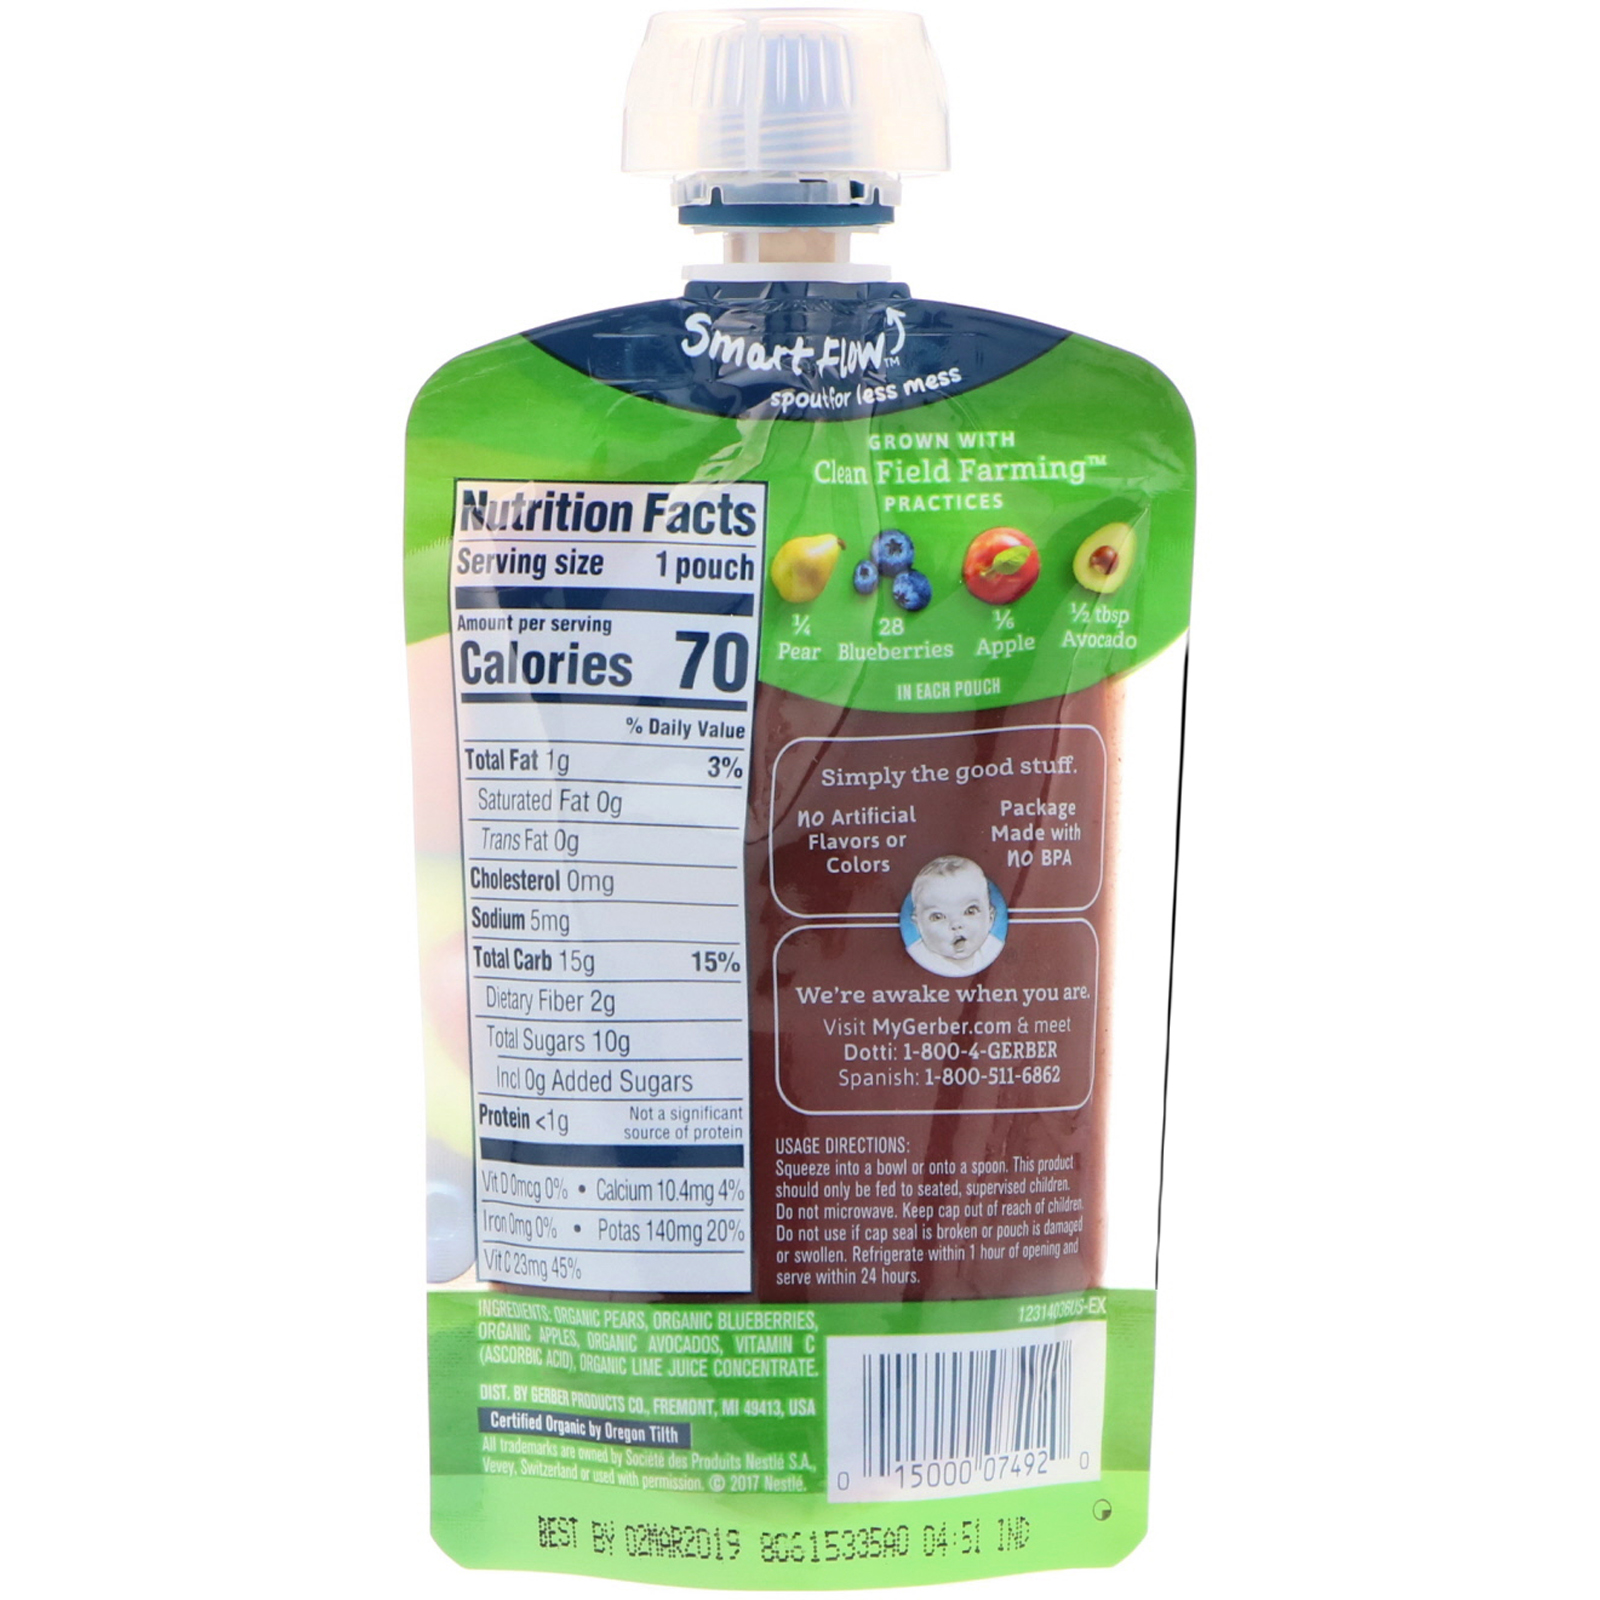 Smart Flow™
spout for less mess
GROWN WITH
Clean Field Farming™
PRACTICES
¼
Pear
28
Blueberries
⅙
Apple
½ tbsp
Avocado
IN EACH POUCH
Nutrition Facts
Serving size 1 pouch
Amount per serving
Calories 70
% Daily Value
Total Fat 1g 3%
Saturated Fat 0g
Trans Fat 0g
Cholesterol 0mg
Sodium 5mg
Total Carb 15g 15%
Dietary Fiber 2g
Total Sugars 10g
Incl 0g Added Sugars
Protein <1g Not a significant
source of protein
Vit D 0mcg 0% • Calcium 10.4mg 4%
Iron 0mg 0% • Potas 140mg 20%
Vit C 23mg 45%
Simply the good stuff.
no Artificial
Flavors or
Colors
Package
Made with
no BPA
We're awake when you are.
Visit MyGerber.com & meet
Dotti: 1-800-4-GERBER
Spanish: 1-800-511-6862
USAGE DIRECTIONS:
Squeeze into a bowl or onto a spoon. This product
should only be fed to seated, supervised children.
Do not microwave. Keep cap out of reach of children.
Do not use if cap seal is broken or pouch is damaged
or swollen. Refrigerate within 1 hour of opening and
serve within 24 hours.
INGREDIENTS: ORGANIC PEARS, ORGANIC BLUEBERRIES,
ORGANIC APPLES, ORGANIC AVOCADOS, VITAMIN C
(ASCORBIC ACID), ORGANIC LIME JUICE CONCENTRATE.
DIST. BY GERBER PRODUCTS CO., FREMONT, MI 49413, USA
Certified Organic by Oregon Tilth
All trademarks are owned by Société des Produits Nestlé S.A.,
Vevey, Switzerland or used with permission. © 2017 Nestlé.
12314036US-EX
0 15000 07492 0
BEST BY 02MAR2019 80615335A0 04:51 IND